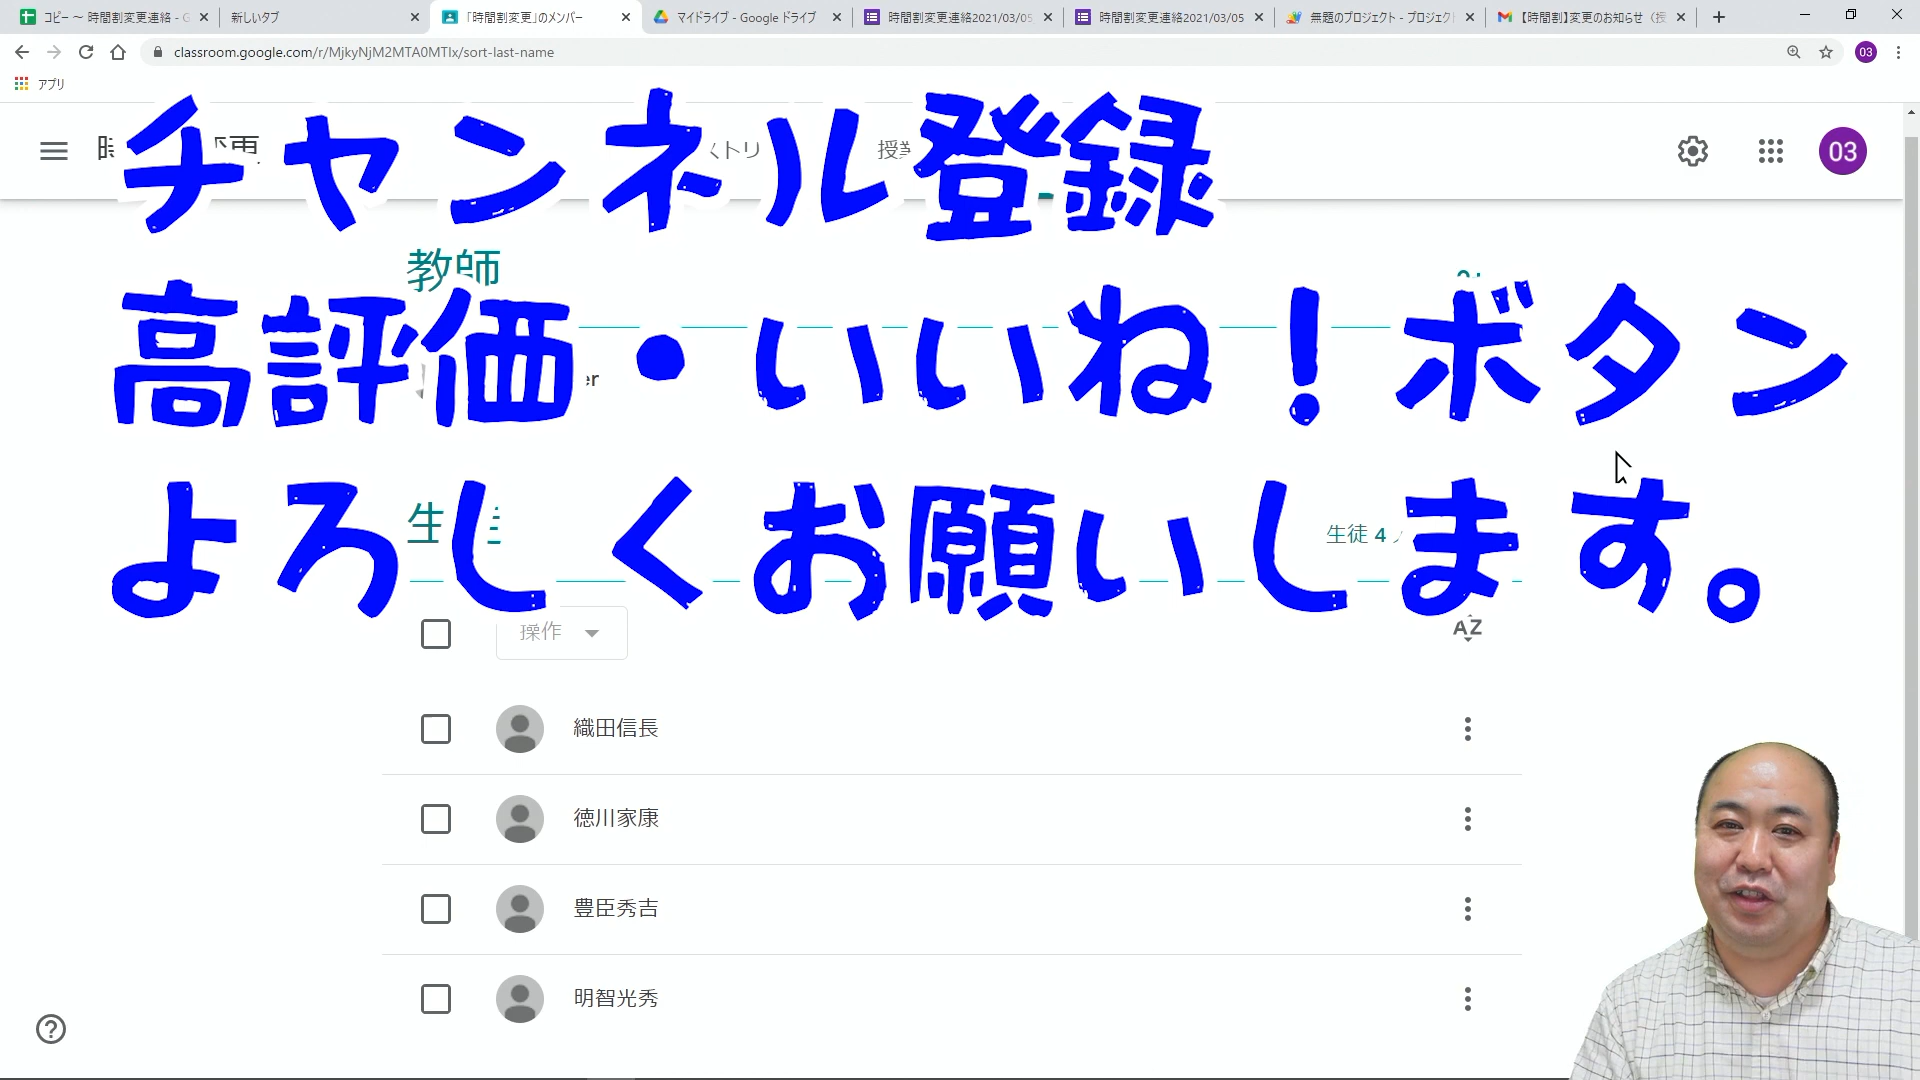 コピー ～ 時間割変更連絡 - G
新しいタブ
「時間割変更」のメンバー
マイドライブ - Google ドライブ
時間割変更連絡2021/03/05
時間割変更連絡2021/03/05
無題のプロジェクト - プロジェク
【時間割】変更のお知らせ（授
classroom.google.com/r/MjkyNjM2MTA0MTIx/sort-last-name
03
アプリ
03
チャンネル登録
教師
高評価・いいね！ボタン
よろしくお願いします。
生徒 4
操作
AZ
織田信長
徳川家康
豊臣秀吉
明智光秀